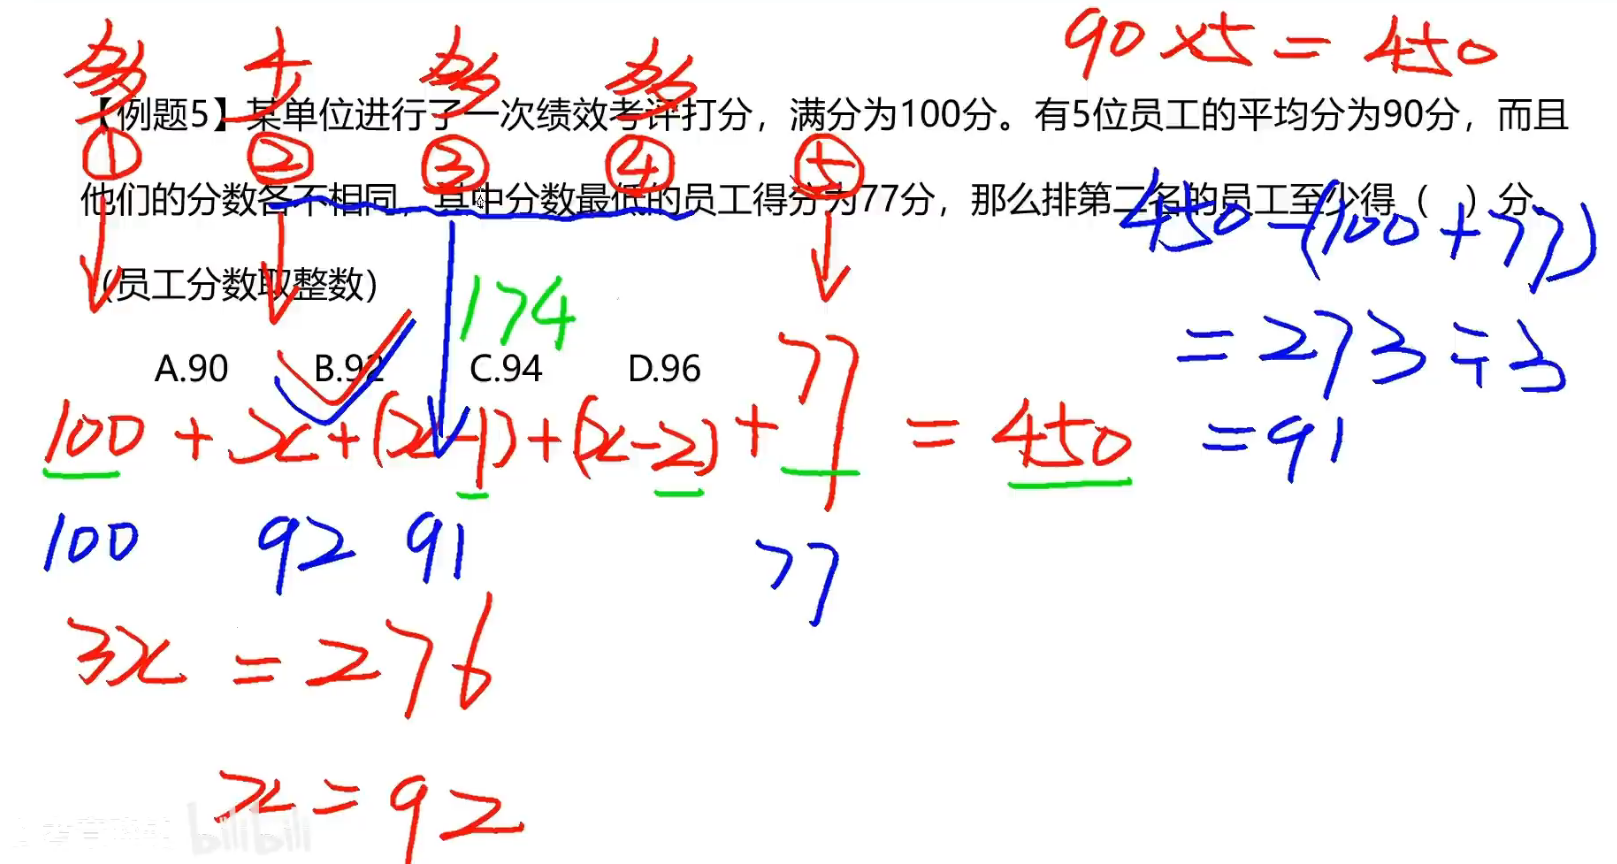 90×5=450
多 少 多 多
【例题5】某单位进行了一次绩效考评打分，满分为100分。有5位员工的平均分为90分，而且
① ② ③ ④ ⑤
他们的分数各不相同，其中分数最低的员工得分为77分，那么排第二名的员工至少得（ ）分。
450-(100+77)
（员工分数取整数）
174
=273÷3
A.90 B.92 C.94 D.96
77
100+x+(x-1)+(x-2)+ =450
=91
100 92 91 77
3x=276
x=92
bilibili